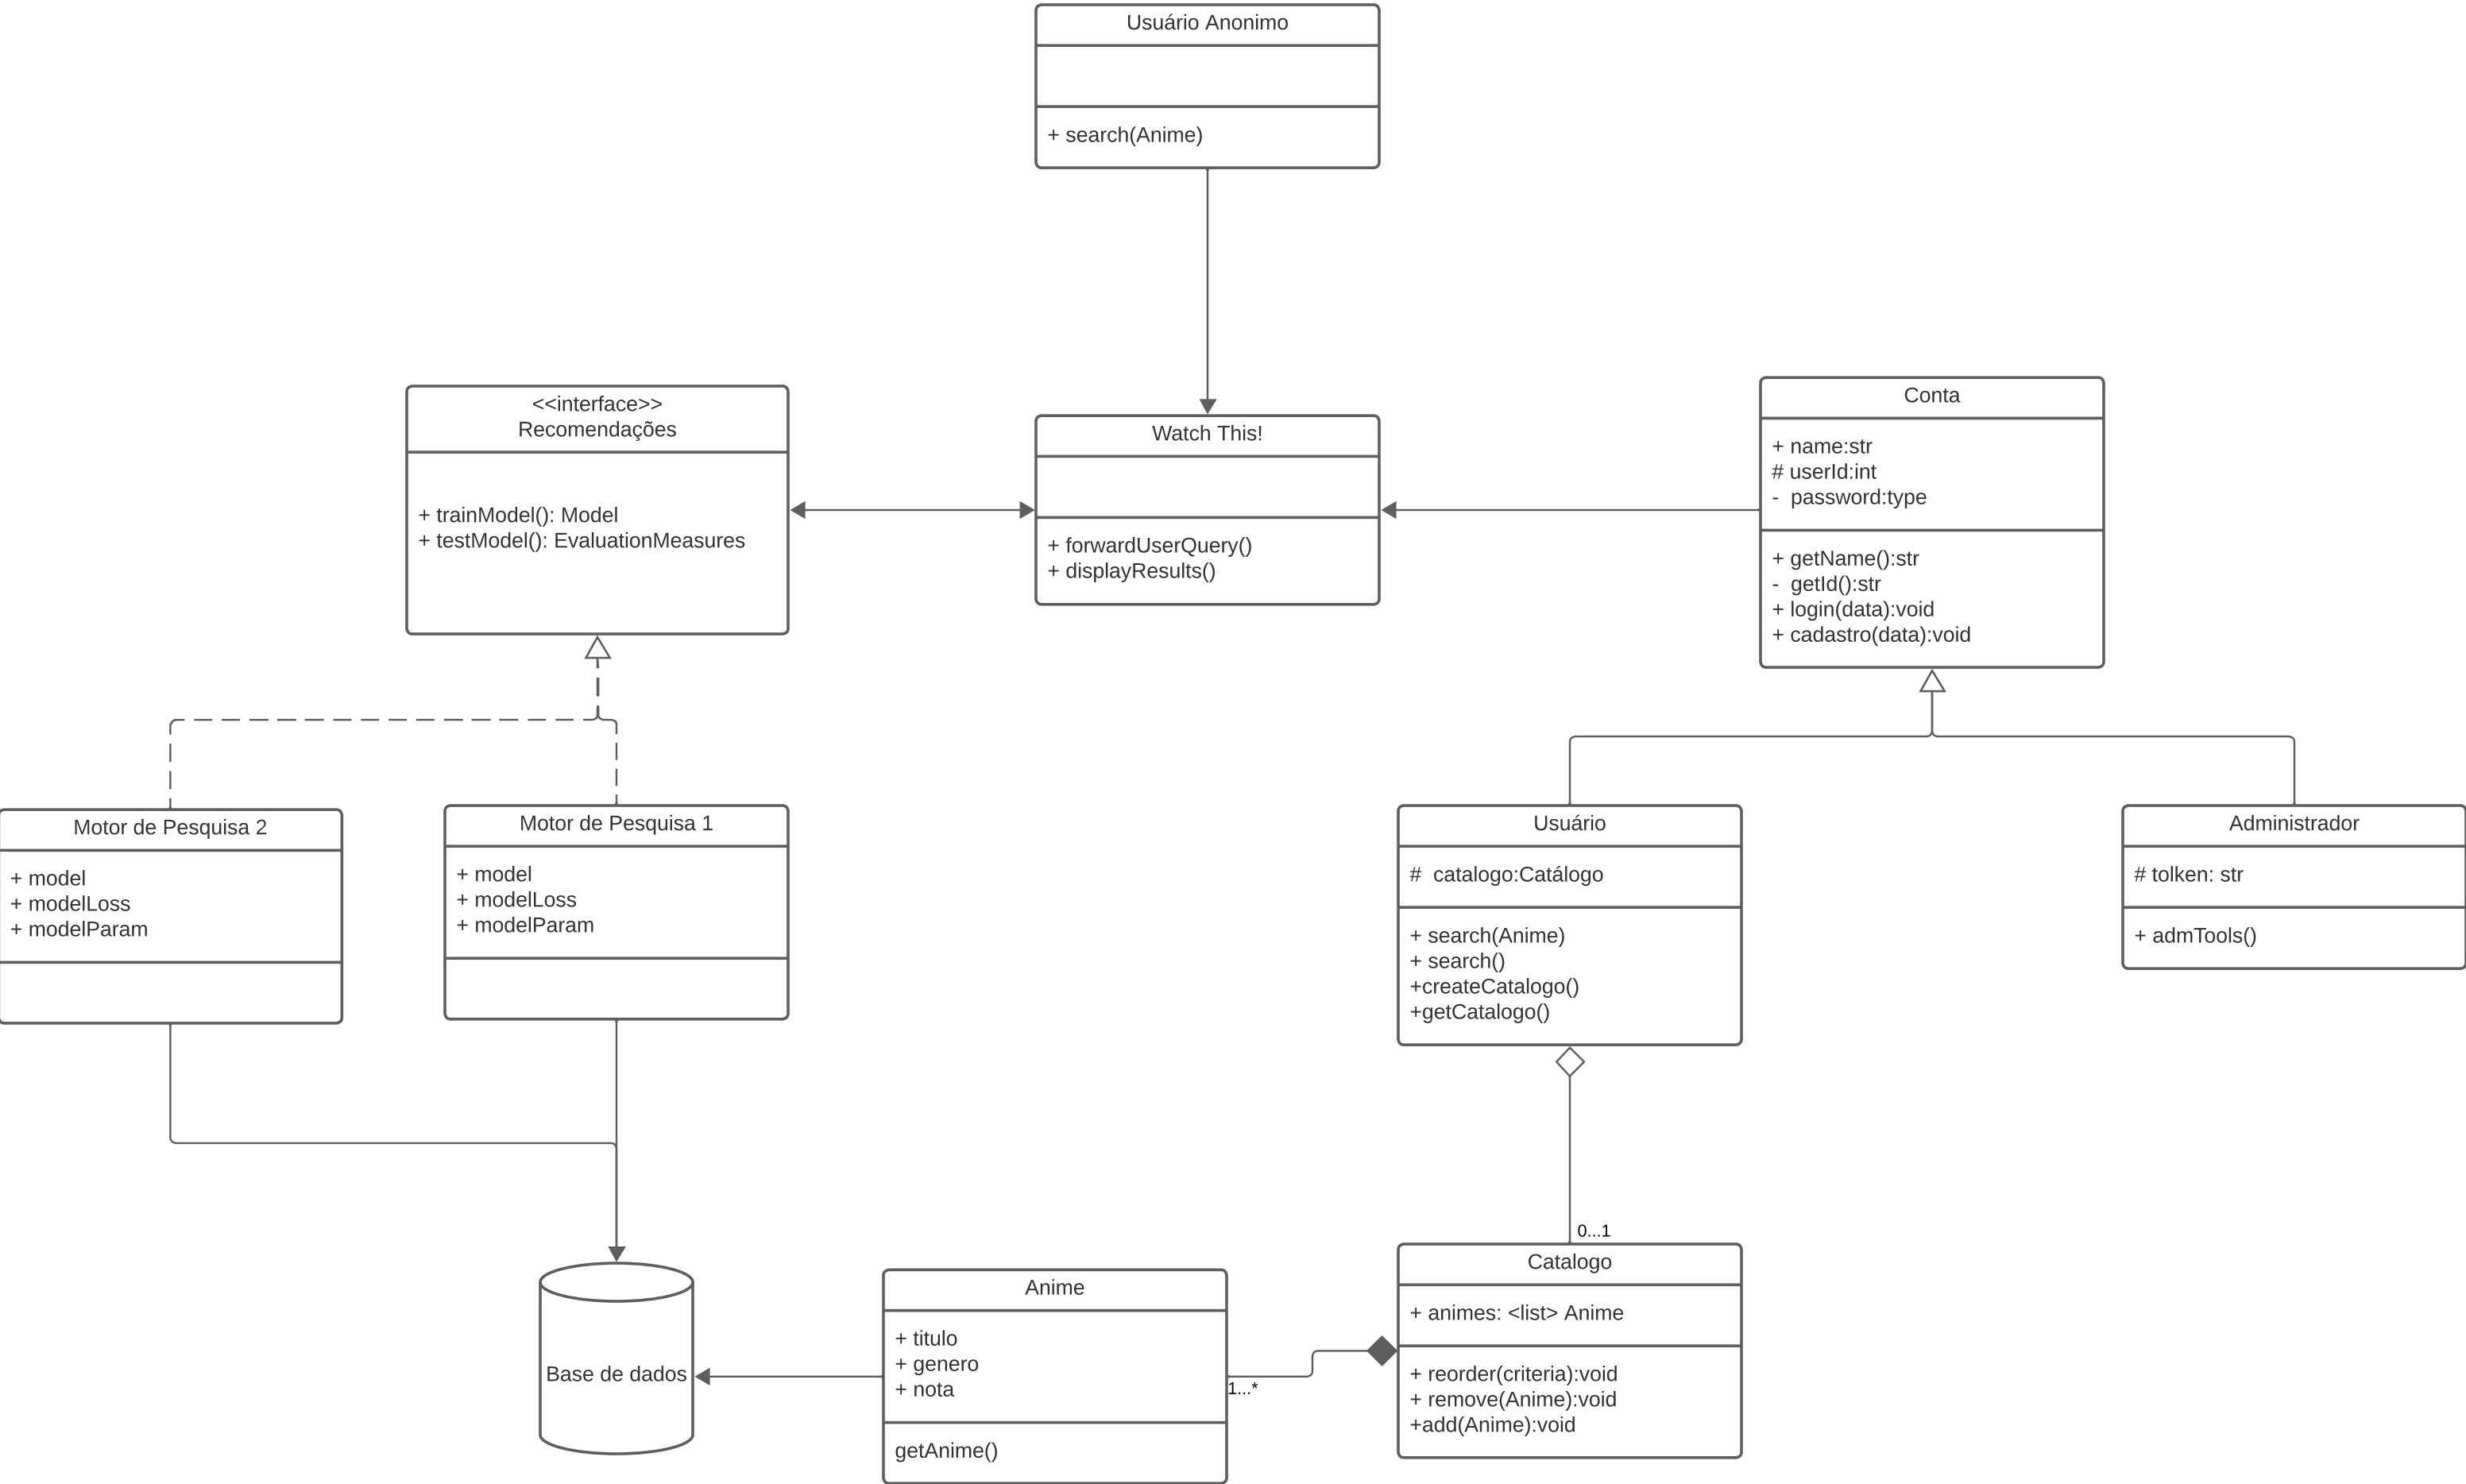 Usuário Anonimo
+ search(Anime)
<<interface>>
Recomendações
+ trainModel(): Model
+ testModel(): EvaluationMeasures
Watch This!
+ forwardUserQuery()
+ displayResults()
Conta
+ name:str
# userId:int
- password:type
+ getName():str
- getId():str
+ login(data):void
+ cadastro(data):void
Motor de Pesquisa 2
+ model
+ modelLoss
+ modelParam
Motor de Pesquisa 1
+ model
+ modelLoss
+ modelParam
Usuário
# catalogo:Catálogo
+ search(Anime)
+ search()
+createCatalogo()
+getCatalogo()
Administrador
# tolken: str
+ admTools()
0...1
Base de dados
Anime
+ titulo
+ genero
+ nota
getAnime()
1...*
Catalogo
+ animes: <list> Anime
+ reorder(criteria):void
+ remove(Anime):void
+add(Anime):void